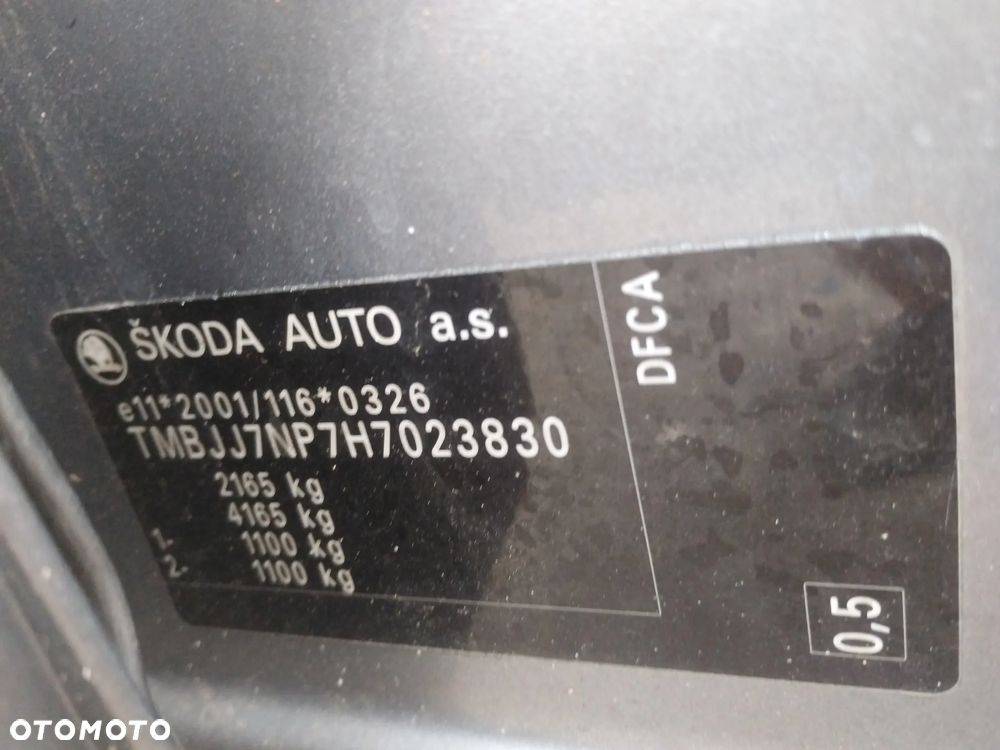 ŠKODA AUTO a.s.
e11*2001/116*0326
TMBJJ7NP7H7023830
2165 kg
4165 kg
1- 1100 kg
2- 1100 kg
DFCA
0,5
OTOMOTO